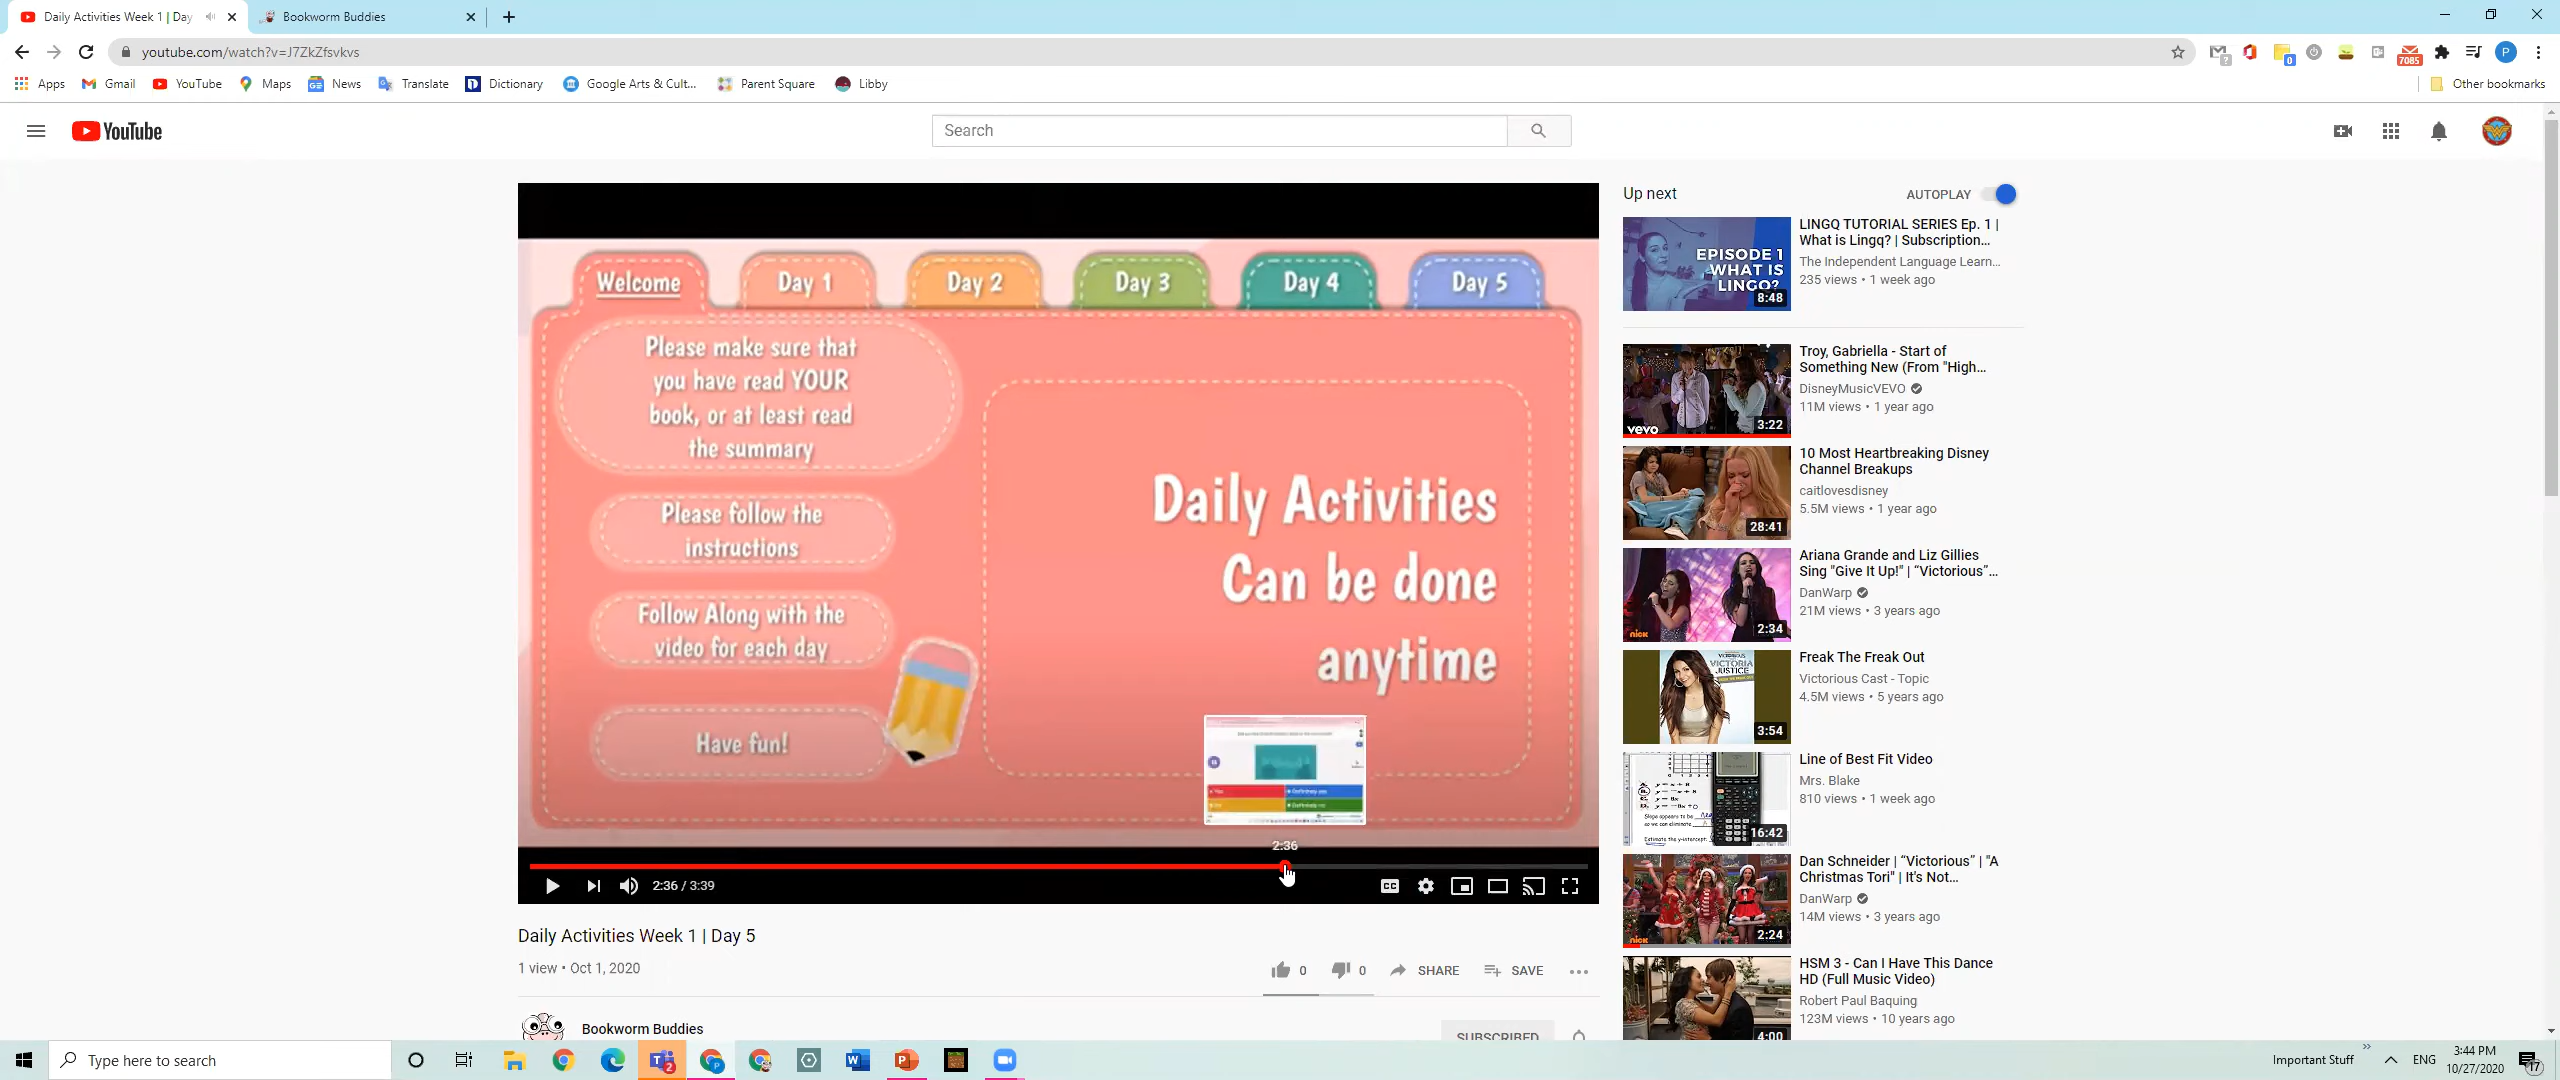 Daily Activities Week 1 | Day
Bookworm Buddies
youtube.com/watch?v=J7ZkZfsvkvs
7085
0
P
Apps
Gmail
YouTube
Maps
News
Translate
Dictionary
Google Arts & Cult...
Parent Square
Libby
Other bookmarks
YouTube
Search
Welcome
Day 1
Day 2
Day 3
Day 4
Day 5
Please make sure that
you have read YOUR
book, or at least read
the summary
Please follow the
instructions
Follow Along with the
video for each day
Have fun!
Daily Activities
Can be done
anytime
2:36
2:36 / 3:39
CC
Daily Activities Week 1 | Day 5
1 view • Oct 1, 2020
0
0
SHARE
SAVE
Bookworm Buddies
SUBSCRIBED
Up next
AUTOPLAY
EPISODE 1
WHAT IS
LINGQ?
8:48
LINGQ TUTORIAL SERIES Ep. 1 |
What is Lingq? | Subscription...
The Independent Language Learn...
235 views • 1 week ago
vevo
3:22
Troy, Gabriella - Start of
Something New (From "High...
DisneyMusicVEVO
11M views • 1 year ago
28:41
10 Most Heartbreaking Disney
Channel Breakups
caitlovesdisney
5.5M views • 1 year ago
nick
2:34
Ariana Grande and Liz Gillies
Sing "Give It Up!" | “Victorious”...
DanWarp
21M views • 3 years ago
VICTORIOUS
VICTORIA
JUSTICE
3:54
Freak The Freak Out
Victorious Cast - Topic
4.5M views • 5 years ago
16:42
Line of Best Fit Video
Mrs. Blake
810 views • 1 week ago
nick
2:24
Dan Schneider | “Victorious” | "A
Christmas Tori" | It's Not...
DanWarp
14M views • 3 years ago
4:00
HSM 3 - Can I Have This Dance
HD (Full Music Video)
Robert Paul Baquing
123M views • 10 years ago
Type here to search
2
Important Stuff
ENG
3:44 PM
10/27/2020
17